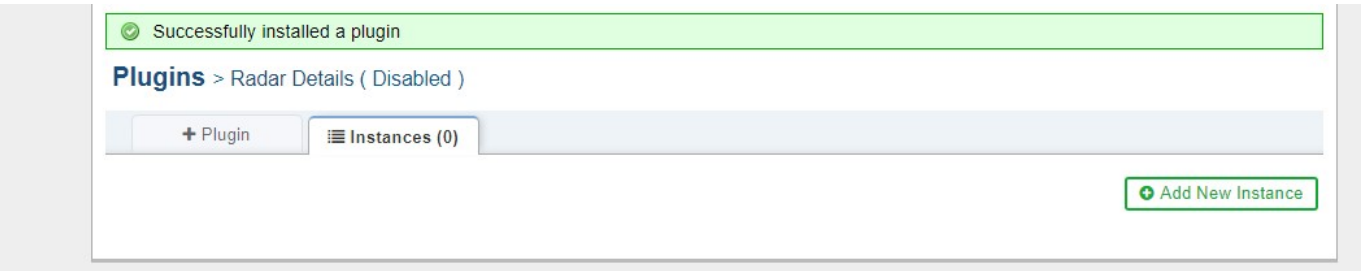 Successfully installed a plugin
Plugins > Radar Details ( Disabled )
+ Plugin Instances (0)
Add New Instance